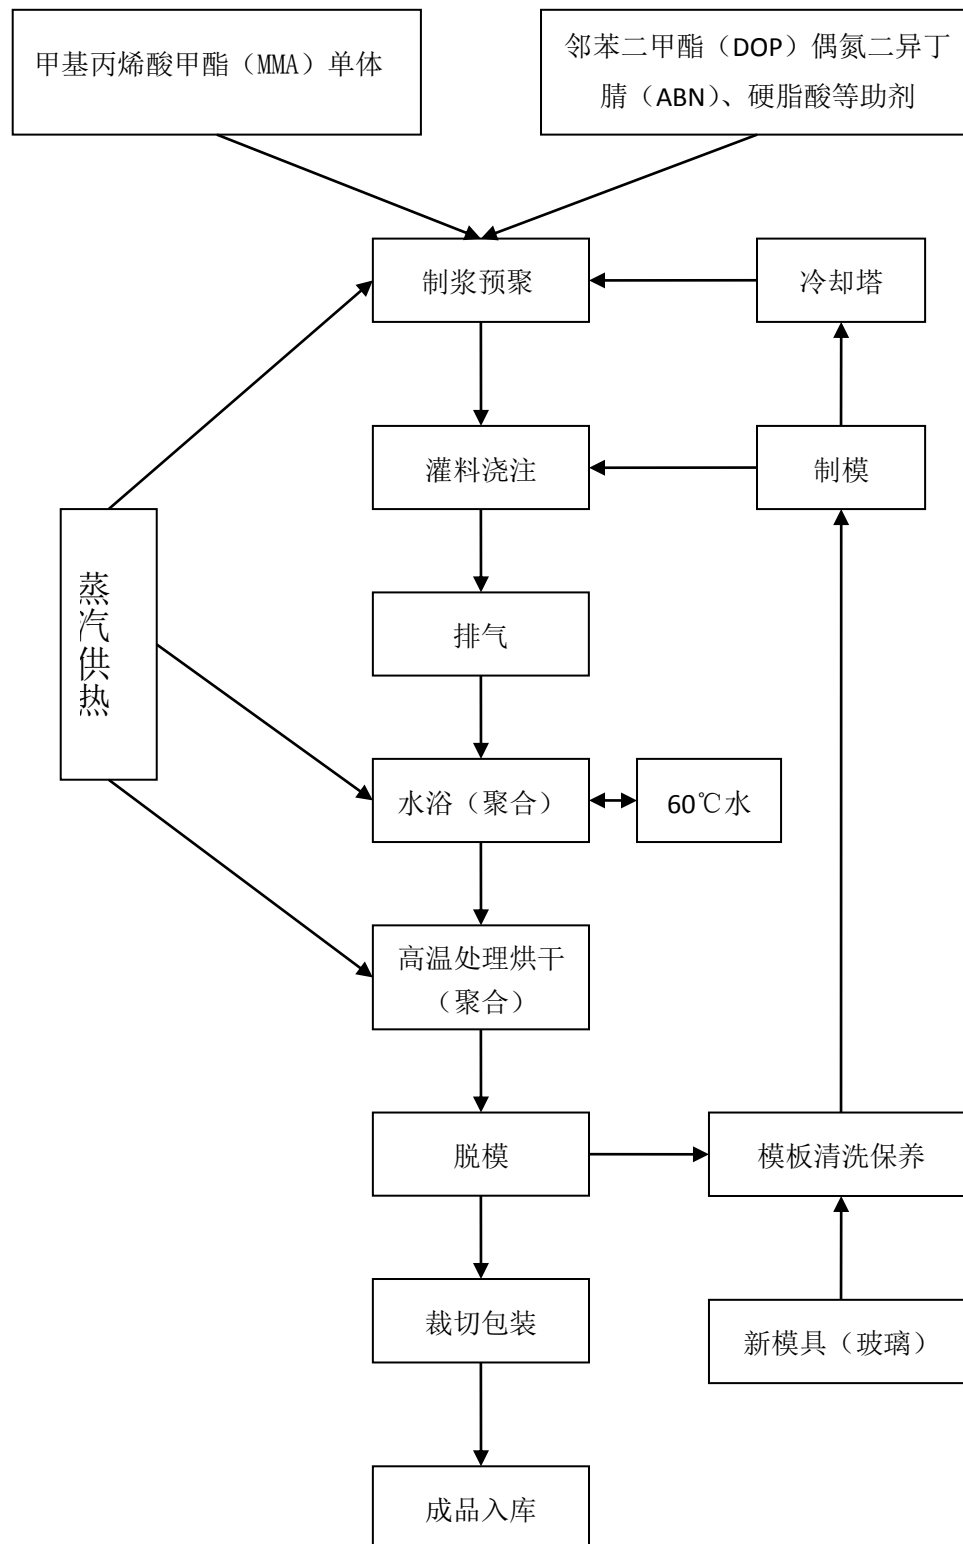 甲基丙烯酸甲酯（MMA）单体
邻苯二甲酯（DOP）偶氮二异丁
腈（ABN）、硬脂酸等助剂
制浆预聚
冷却塔
灌料浇注
制模
蒸汽供热
排气
水浴（聚合）
60℃水
高温处理烘干
（聚合）
脱模
模板清洗保养
裁切包装
新模具（玻璃）
成品入库